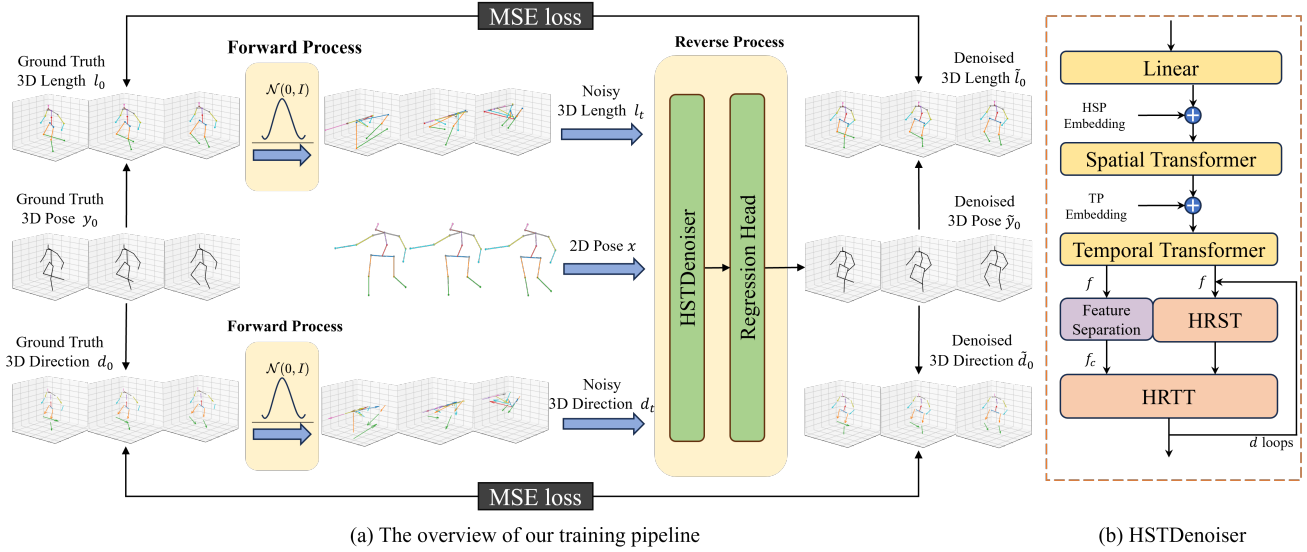 MSE loss
Ground Truth
3D Length l₀
Forward Process
𝒩(0, I)
Noisy
3D Length lₜ
Reverse Process
Denoised
3D Length l̃₀
Ground Truth
3D Pose y₀
2D Pose x
HSTDenoiser
Regression Head
Denoised
3D Pose ỹ₀
Forward Process
Ground Truth
3D Direction d₀
𝒩(0, I)
Noisy
3D Direction dₜ
Denoised
3D Direction d̃₀
MSE loss
(a) The overview of our training pipeline
Linear
HSP
Embedding
Spatial Transformer
TP
Embedding
Temporal Transformer
f
f
Feature
Separation
HRST
f_c
HRTT
d loops
(b) HSTDenoiser